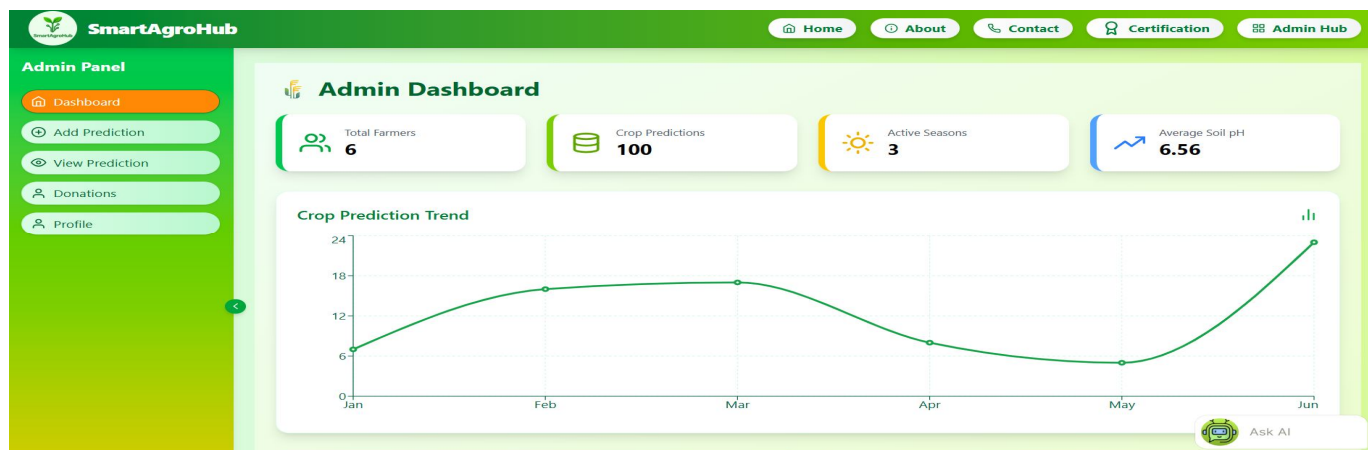 SmartAgroHub
SmartAgroHub
Home
About
Contact
Certification
Admin Hub
Admin Panel
Dashboard
Add Prediction
View Prediction
Donations
Profile
Admin Dashboard
Total Farmers
6
Crop Predictions
100
Active Seasons
3
Average Soil pH
6.56
Crop Prediction Trend
24
18
12
6
0
Jan Feb Mar Apr May Jun
Ask AI